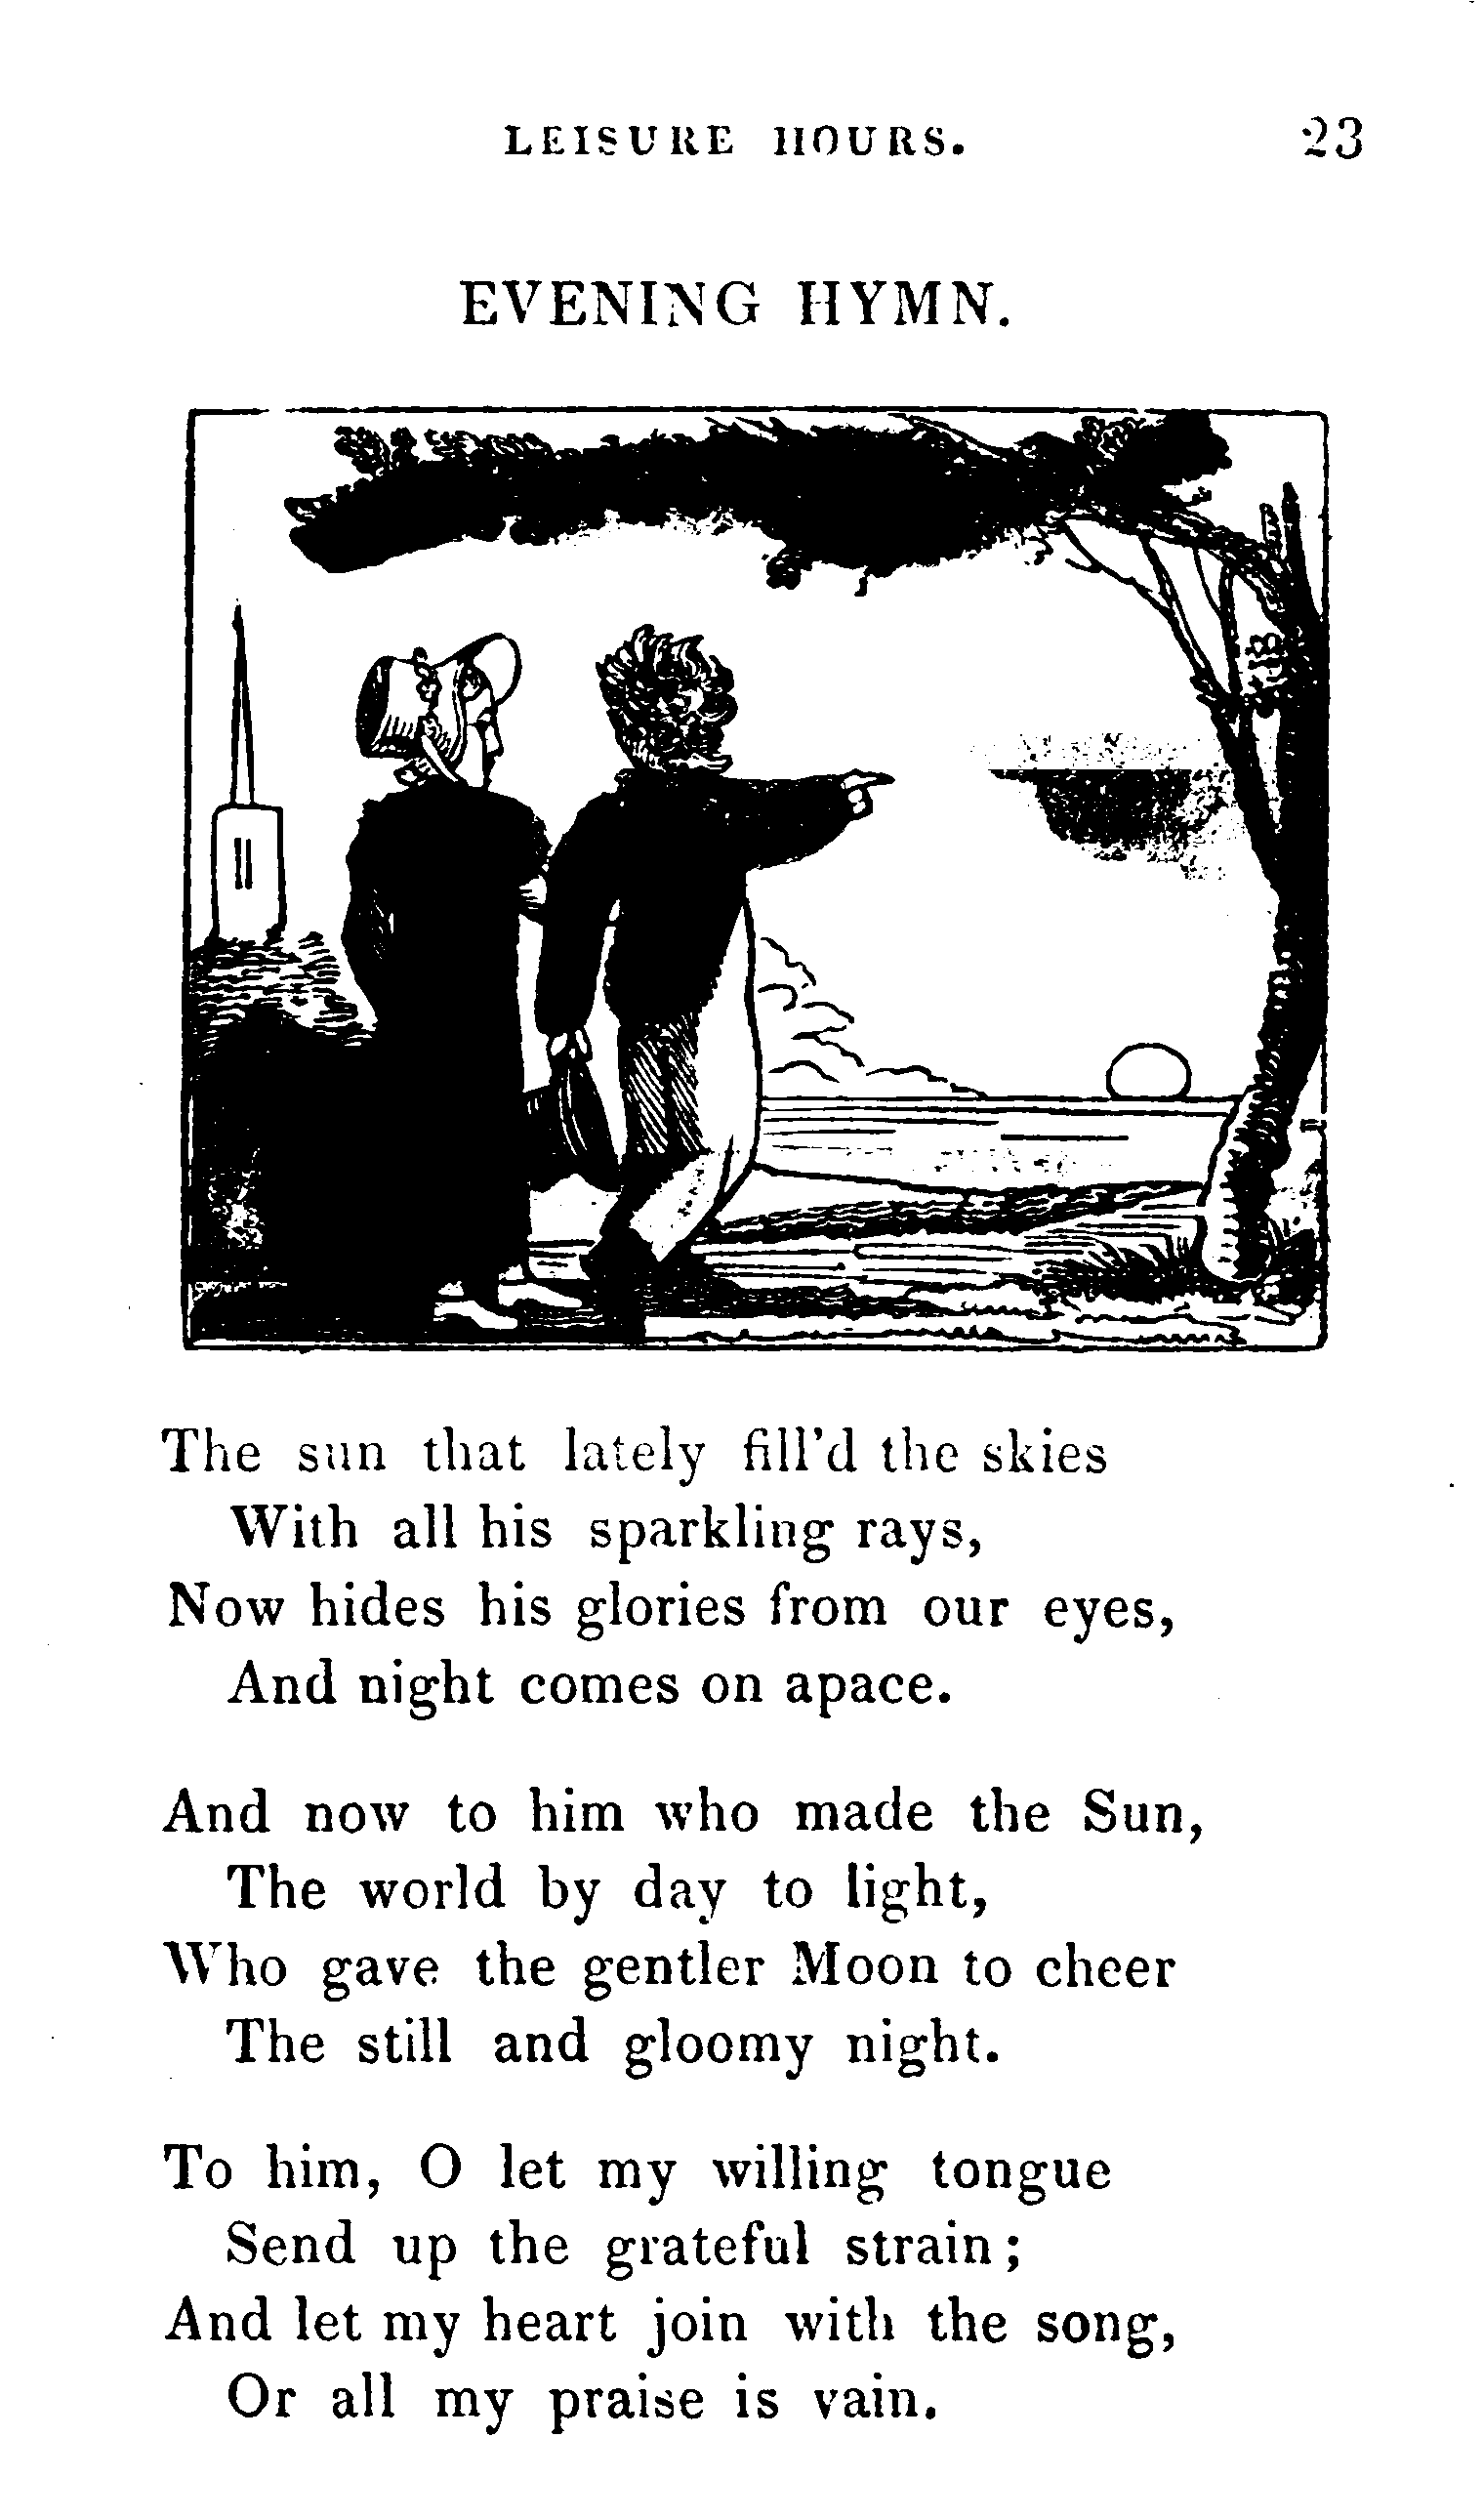 LEISURE HOURS. 23
EVENING HYMN.
The sun that lately fill'd the skies
With all his sparkling rays,
Now hides his glories from our eyes,
And night comes on apace.
And now to him who made the Sun,
The world by day to light,
Who gave the gentler Moon to cheer
The still and gloomy night.
To him, O let my willing tongue
Send up the grateful strain;
And let my heart join with the song,
Or all my praise is vain.